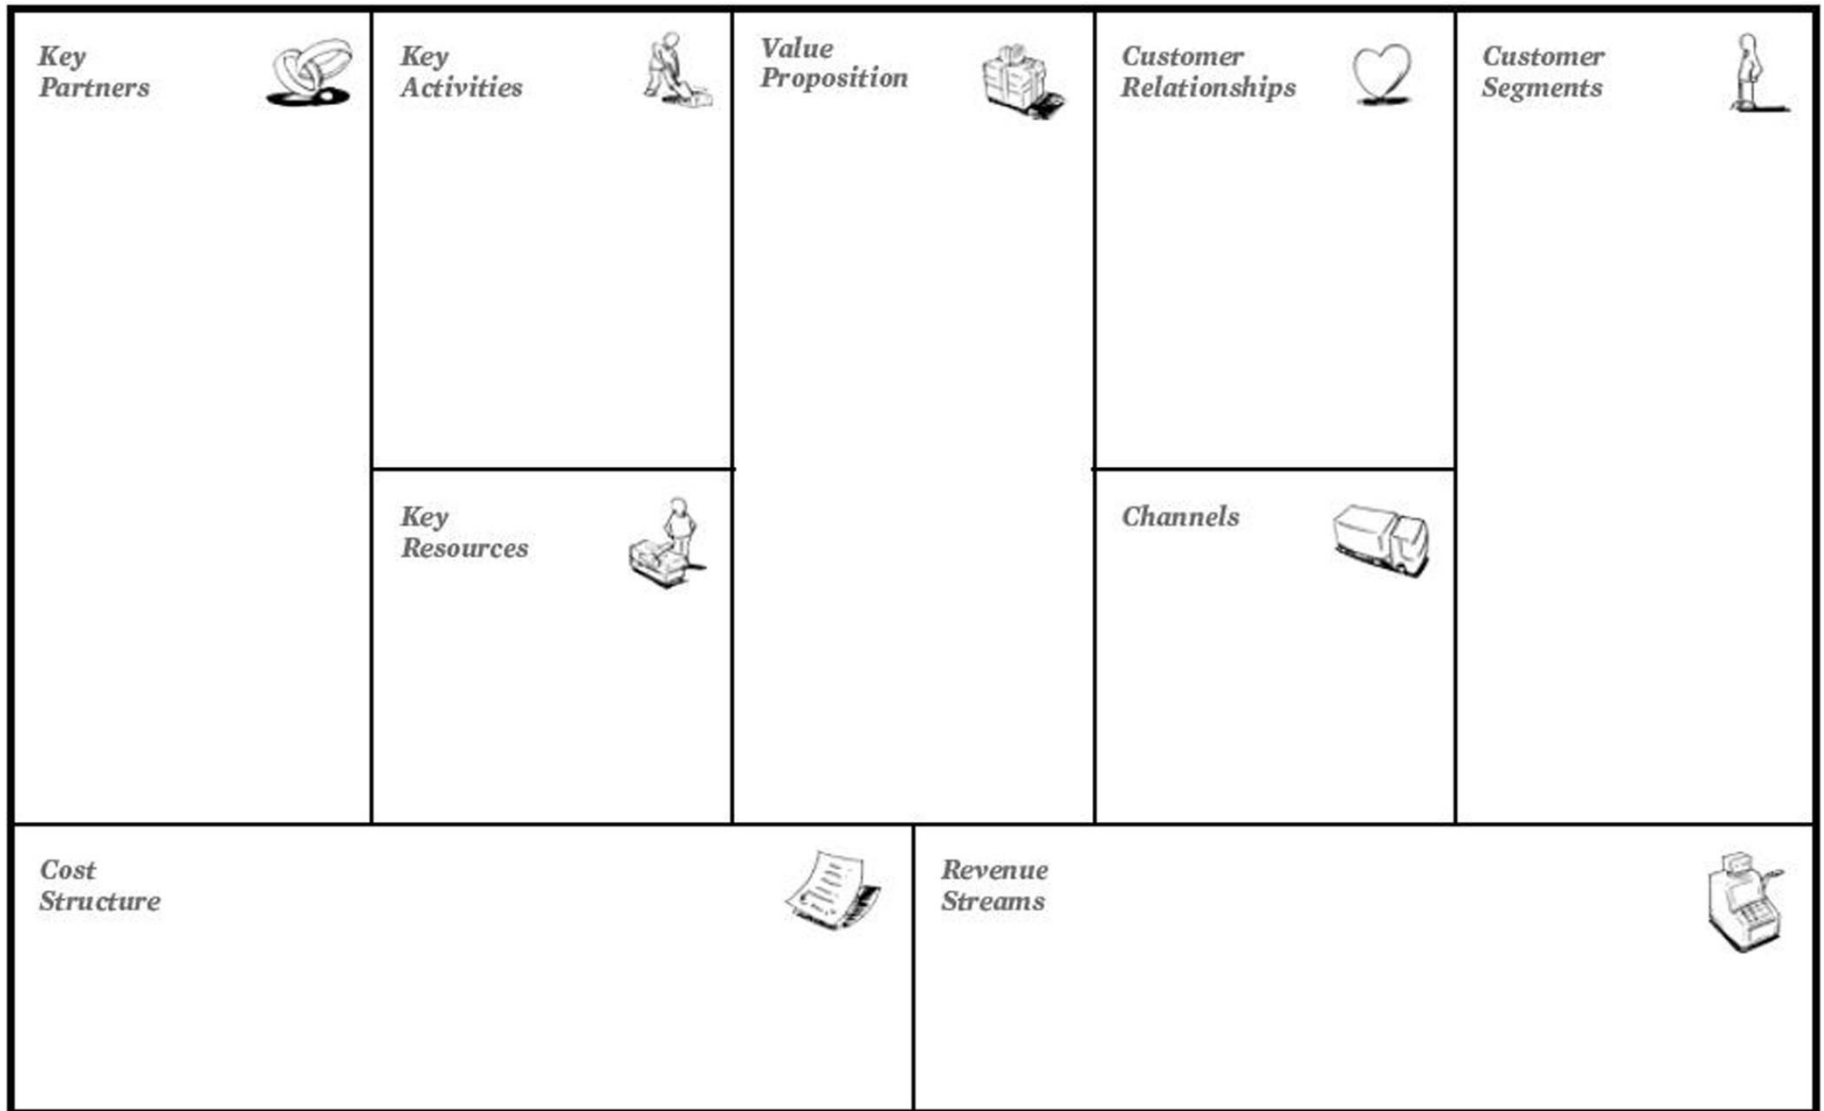 Key
Partners
Key
Activities
Value
Proposition
Customer
Relationships
Customer
Segments
Key
Resources
Channels
Cost
Structure
Revenue
Streams